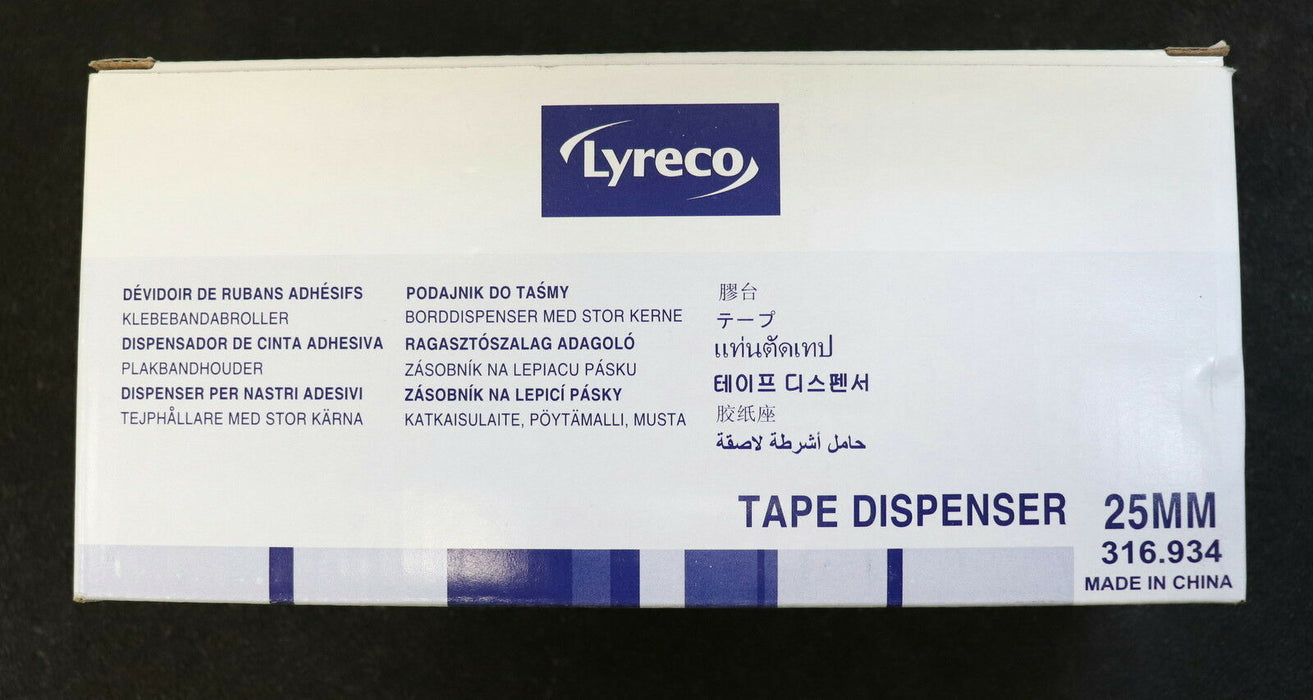 Lyreco
DÉVIDOIR DE RUBANS ADHÉSIFS
KLEBEBANDABROLLER
DISPENSADOR DE CINTA ADHESIVA
PLAKBANDHOUDER
DISPENSER PER NASTRI ADESIVI
TEJPHÅLLARE MED STOR KÄRNA
PODAJNIK DO TAŚMY
BORDDISPENSER MED STOR KERNE
RAGASZTÓSZALAG ADAGOLÓ
ZÁSOBNÍK NA LEPIACU PÁSKU
ZÁSOBNÍK NA LEPICÍ PÁSKY
KATKAISULAITE, PÖYTÄMALLI, MUSTA
膠台
テープ
แท่นตัดเทป
테이프 디스펜서
胶纸座
حامل أشرطة لاصقة
TAPE DISPENSER 25MM
316.934
MADE IN CHINA